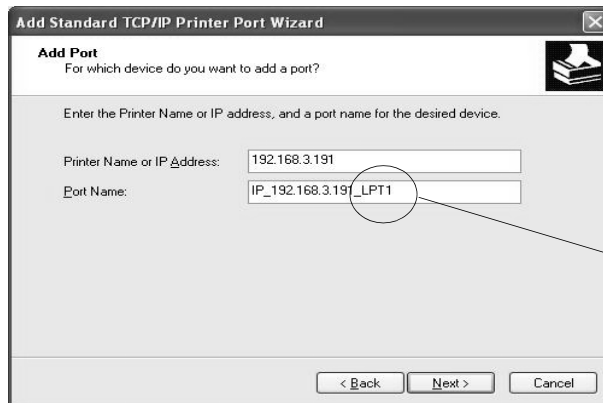 Add Standard TCP/IP Printer Port Wizard
Add Port
For which device do you want to add a port?
Enter the Printer Name or IP address, and a port name for the desired device.
Printer Name or IP Address: 192.168.3.191
Port Name: IP_192.168.3.191_LPT1
< Back Next > Cancel